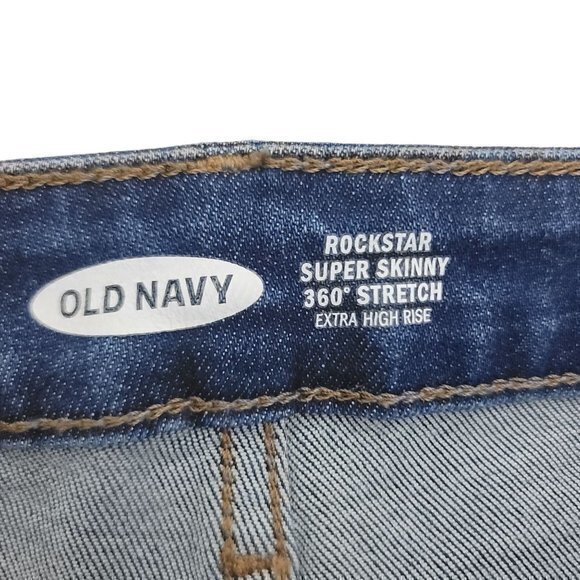 OLD NAVY
ROCKSTAR
SUPER SKINNY
360° STRETCH
EXTRA HIGH RISE